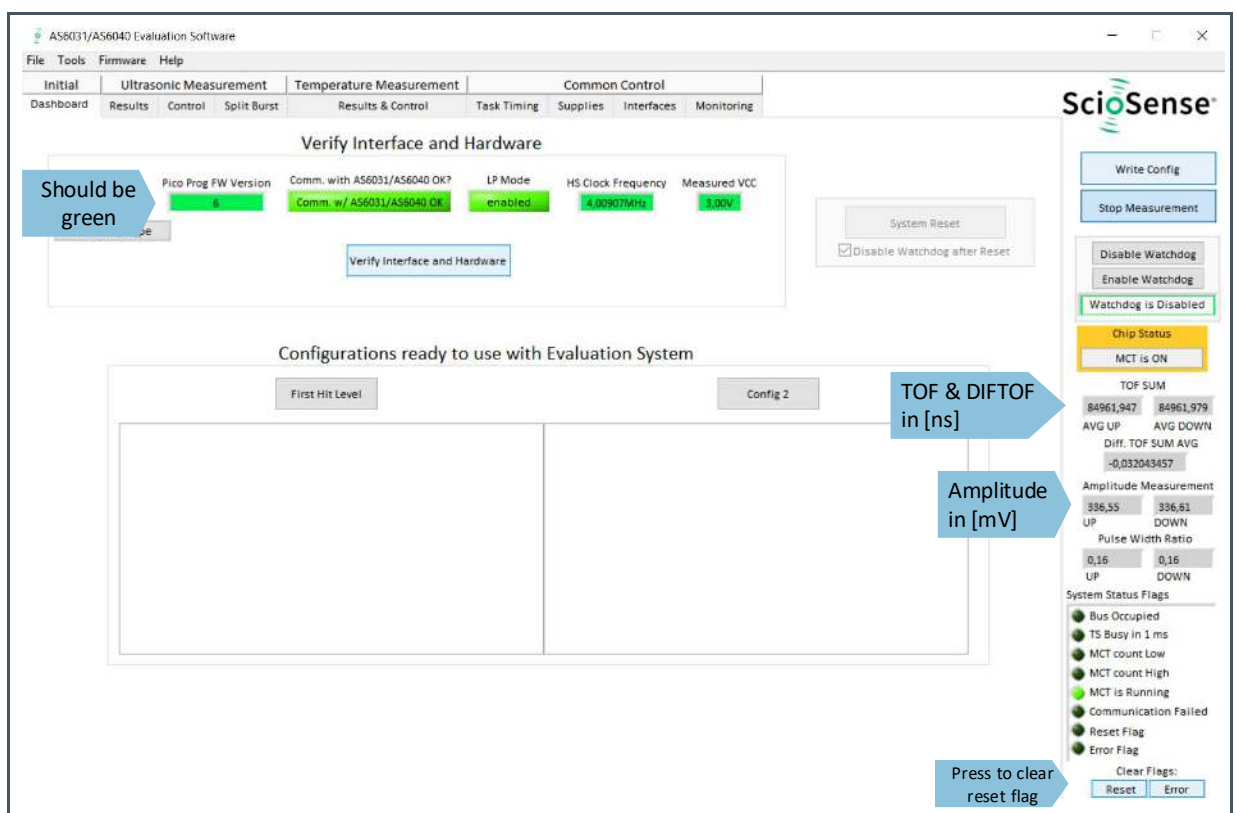 AS6031/AS6040 Evaluation Software
File Tools Firmware Help
Initial Ultrasonic Measurement Temperature Measurement Common Control
Dashboard Results Control Split Burst Results & Control Task Timing Supplies Interfaces Monitoring
ScioSense
Verify Interface and Hardware
Should be
green
Pico Prog FW Version
6
Comm. with AS6031/AS6040 OK?
Comm. w/ AS6031/AS6040 OK
LP Mode
enabled
HS Clock Frequency
4,00907MHz
Measured VCC
3,00V
Verify Interface and Hardware
System Reset
Disable Watchdog after Reset
Write Config
Stop Measurement
Disable Watchdog
Enable Watchdog
Watchdog is Disabled
Chip Status
MCT is ON
Configurations ready to use with Evaluation System
First Hit Level
Config 2
TOF & DIFTOF
in [ns]
TOF SUM
84961,947 84961,979
AVG UP AVG DOWN
Diff. TOF SUM AVG
-0,032043457
Amplitude
in [mV]
Amplitude Measurement
336,55 336,61
UP DOWN
Pulse Width Ratio
0,16 0,16
UP DOWN
System Status Flags
Bus Occupied
TS Busy in 1 ms
MCT count Low
MCT count High
MCT is Running
Communication Failed
Reset Flag
Error Flag
Press to clear
reset flag
Clear Flags:
Reset Error